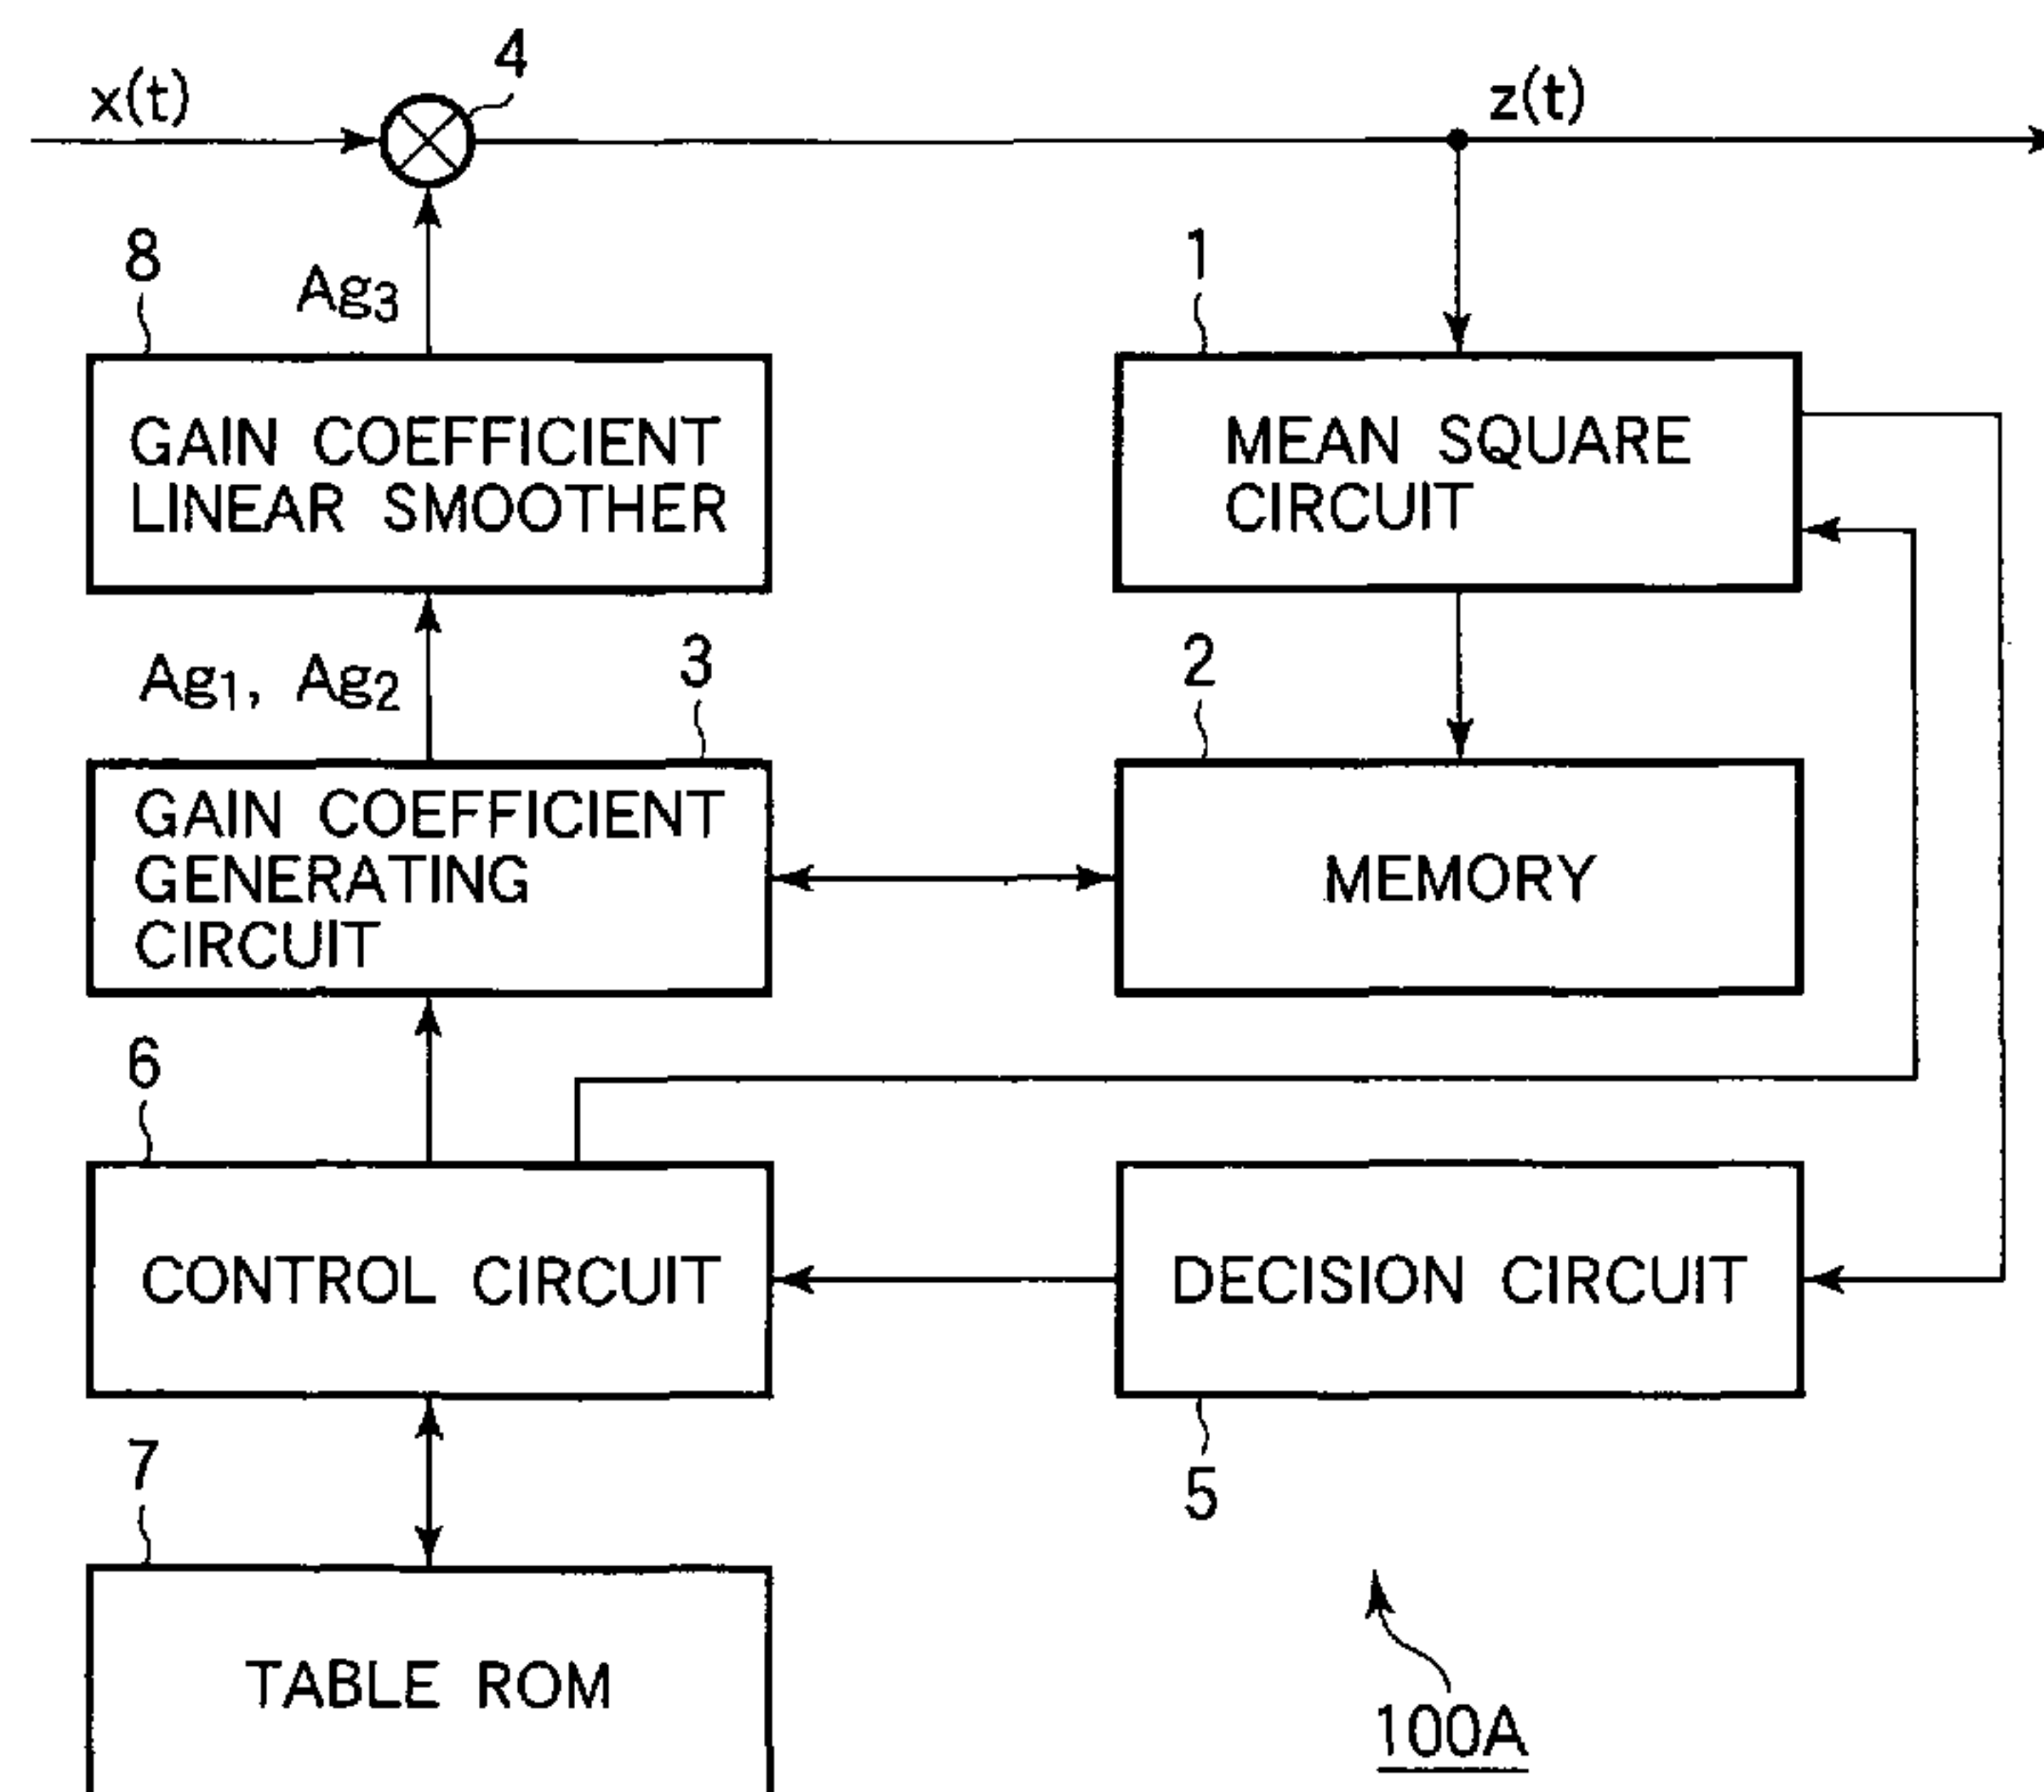 x(t)
4
z(t)
8
Ag3
1
GAIN COEFFICIENT
LINEAR SMOOTHER
MEAN SQUARE
CIRCUIT
Ag1, Ag2
3
2
GAIN COEFFICIENT
GENERATING
CIRCUIT
MEMORY
6
CONTROL CIRCUIT
DECISION CIRCUIT
7
5
TABLE ROM
100A